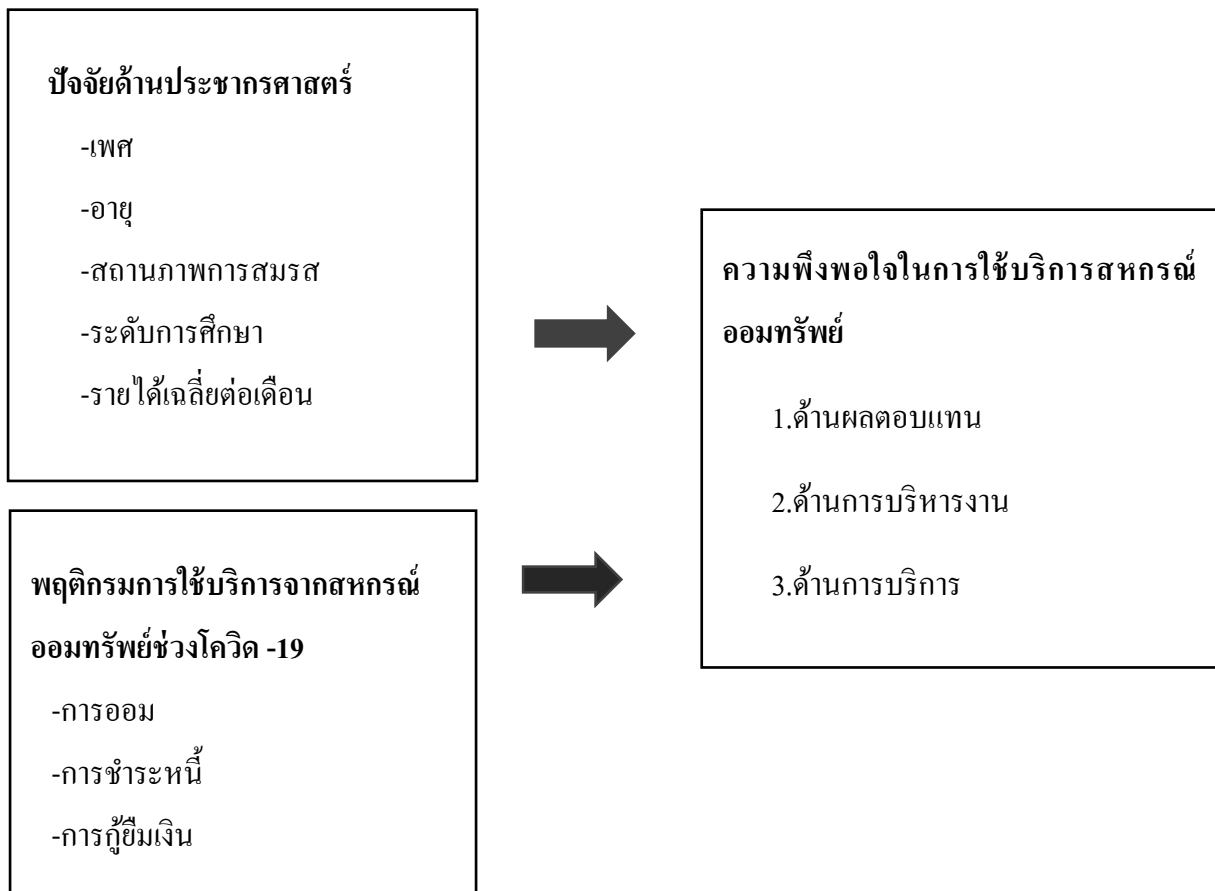 ปัจจัยด้านประชากรศาสตร์
-เพศ
-อายุ
-สถานภาพการสมรส
-ระดับการศึกษา
-รายได้เฉลี่ยต่อเดือน
พฤติกรมการใช้บริการจากสหกรณ์
ออมทรัพย์ช่วงโควิด -19
-การออม
-การชำระหนี้
-การกู้ยืมเงิน
ความพึงพอใจในการใช้บริการสหกรณ์
ออมทรัพย์
1.ด้านผลตอบแทน
2.ด้านการบริหารงาน
3.ด้านการบริการ